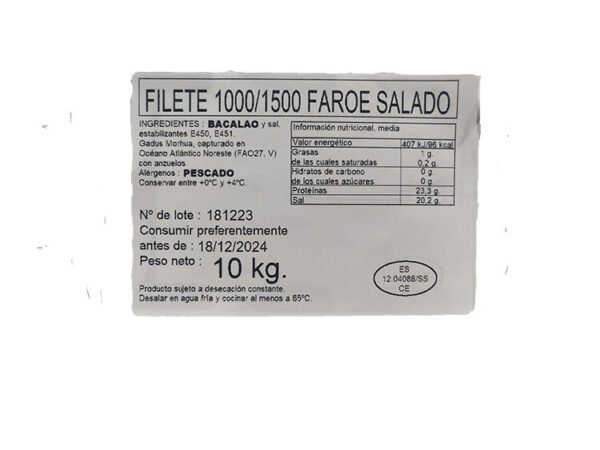 FILETE 1000/1500 FAROE SALADO
INGREDIENTES : BACALAO y sal.
estabilizantes E450, E451.
Gadus Morhua, capturado en
Océano Atlántico Noreste (FAO27, V)
con anzuelos
Alérgenos : PESCADO
Conservar entre +0ºC y +4ºC.
Información nutricional, media
Valor energético 407 kJ/96 kcal
Grasas 1 g.
de las cuales saturadas 0,2 g.
Hidratos de carbono 0 g.
de los cuales azúcares 0 g.
Proteínas 23,3 g.
Sal 20,2 g.
Nº de lote : 181223
Consumir preferentemente
antes de : 18/12/2024
Peso neto : 10 kg.
Producto sujeto a desecación constante.
Desalar en agua fría y cocinar al menos a 65ºC.
ES
12.04088/SS
CE